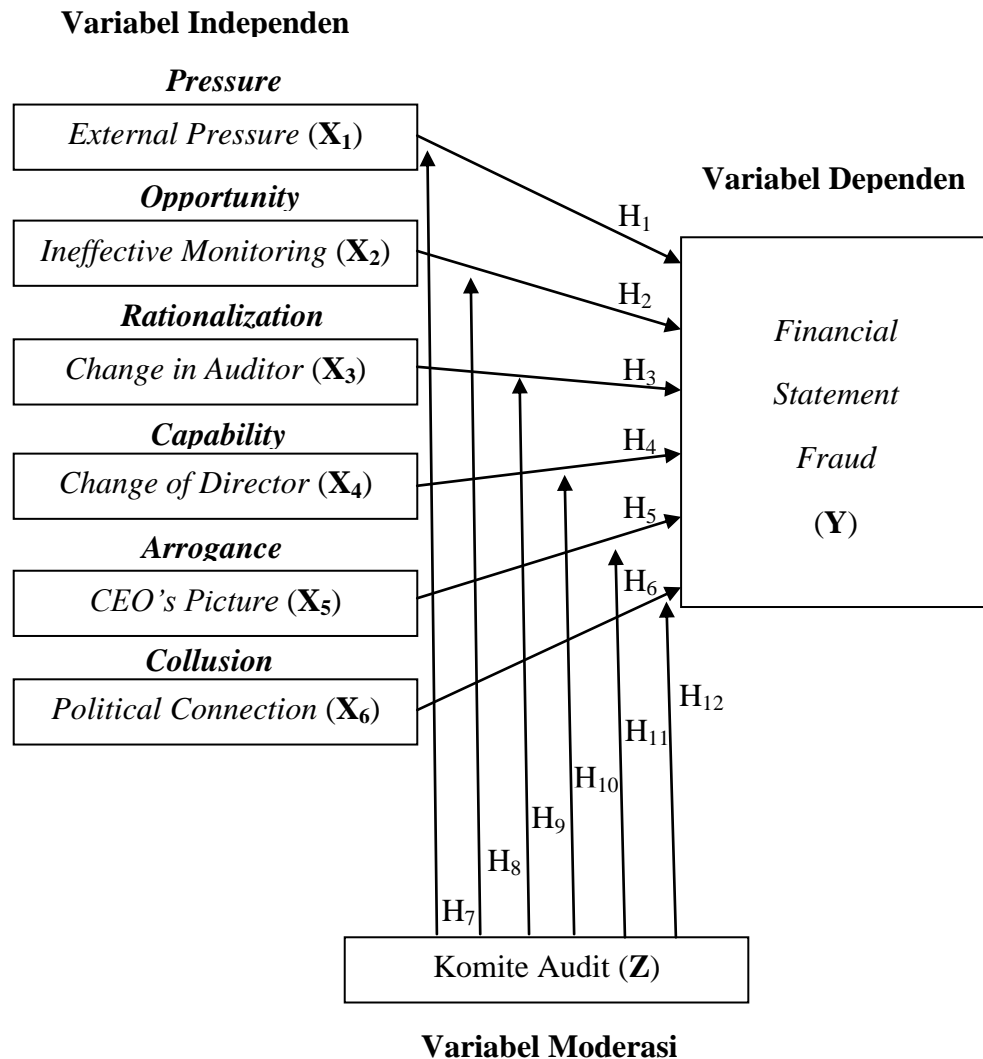 Variabel Independen
Pressure
External Pressure (X₁)
Opportunity
Ineffective Monitoring (X₂)
Rationalization
Change in Auditor (X₃)
Capability
Change of Director (X₄)
Arrogance
CEO's Picture (X₅)
Collusion
Political Connection (X₆)
H₁
H₂
H₃
H₄
H₅
H₆
Variabel Dependen
Financial
Statement
Fraud
(Y)
H₇
H₈
H₉
H₁₀
H₁₁
H₁₂
Komite Audit (Z)
Variabel Moderasi